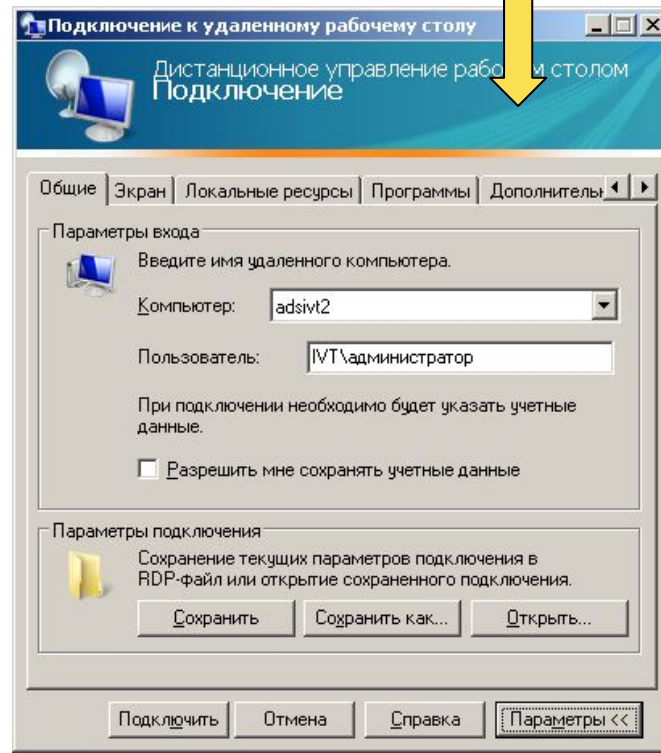 Подключение к удаленному рабочему столу
Дистанционное управление рабо м столом
Подключение
Общие Экран Локальные ресурсы Программы Дополнительн
Параметры входа
Введите имя удаленного компьютера.
Компьютер: adsivt2
Пользователь: IVT\администратор
При подключении необходимо будет указать учетные
данные.
Разрешить мне сохранять учетные данные
Параметры подключения
Сохранение текущих параметров подключения в
RDP-файл или открытие сохраненного подключения.
Сохранить Сохранить как... Открыть...
Подключить Отмена Справка Параметры <<